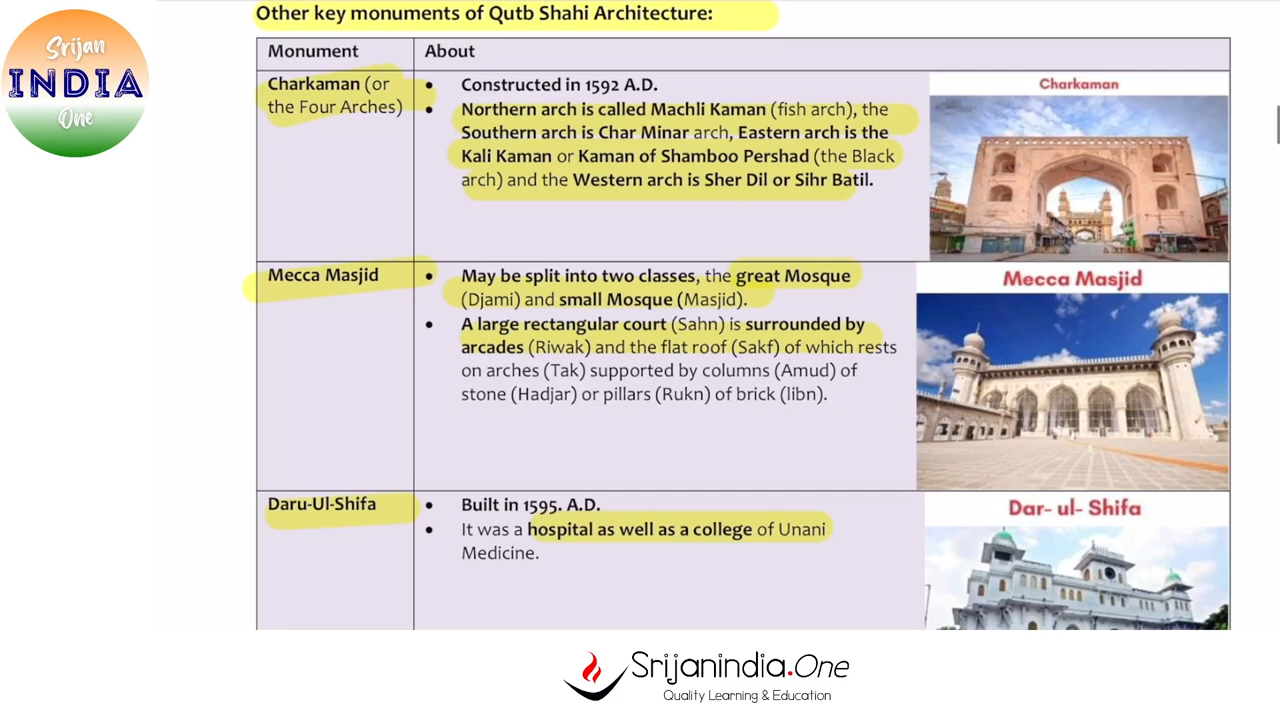 Srijan
INDIA
One
Other key monuments of Qutb Shahi Architecture:
Monument
About
Charkaman (or
the Four Arches)
• Constructed in 1592 A.D.
• Northern arch is called Machli Kaman (fish arch), the
Southern arch is Char Minar arch, Eastern arch is the
Kali Kaman or Kaman of Shamboo Pershad (the Black
arch) and the Western arch is Sher Dil or Sihr Batil.
Charkaman
Mecca Masjid
• May be split into two classes, the great Mosque
(Djami) and small Mosque (Masjid).
• A large rectangular court (Sahn) is surrounded by
arcades (Riwak) and the flat roof (Sakf) of which rests
on arches (Tak) supported by columns (Amud) of
stone (Hadjar) or pillars (Rukn) of brick (libn).
Mecca Masjid
Daru-Ul-Shifa
• Built in 1595. A.D.
• It was a hospital as well as a college of Unani
Medicine.
Dar- ul- Shifa
Srijanindia.One
Quality Learning & Education